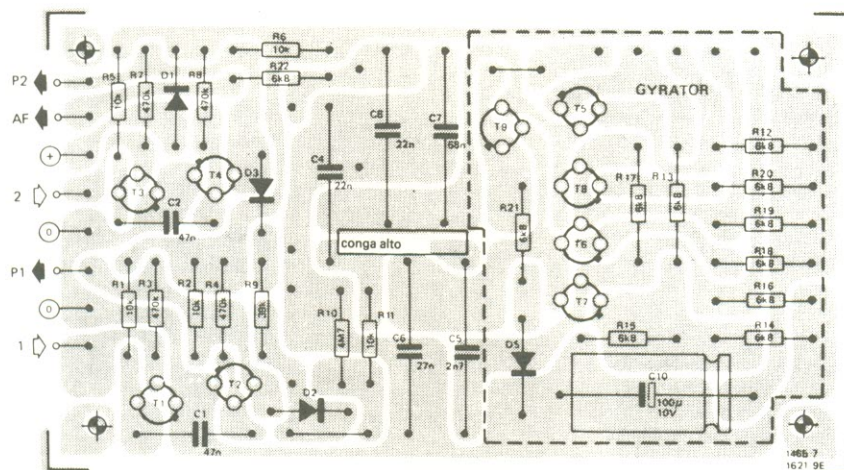 R6
10k
R22
6k8
P2
R5
10k
R7
470k
D1
R8
470k
AF
+
2
T3
T4
D3
C2
47n
0
C4
22n
C8
22n
C7
68n
conga alto
P1
0
1
R1
10k
R3
470k
R2
10k
R4
470k
R9
39k
T1
T2
C1
47n
D2
R10
4M7
R11
10k
C6
27n
C5
2n7
GYRATOR
T9
T5
T8
T6
T7
R21
6k8
R17
6k8
R13
6k8
R12
6k8
R20
6k8
R19
6k8
R18
6k8
R16
6k8
R15
6k8
R14
6k8
D5
C10
100µ
10V
1621 9E